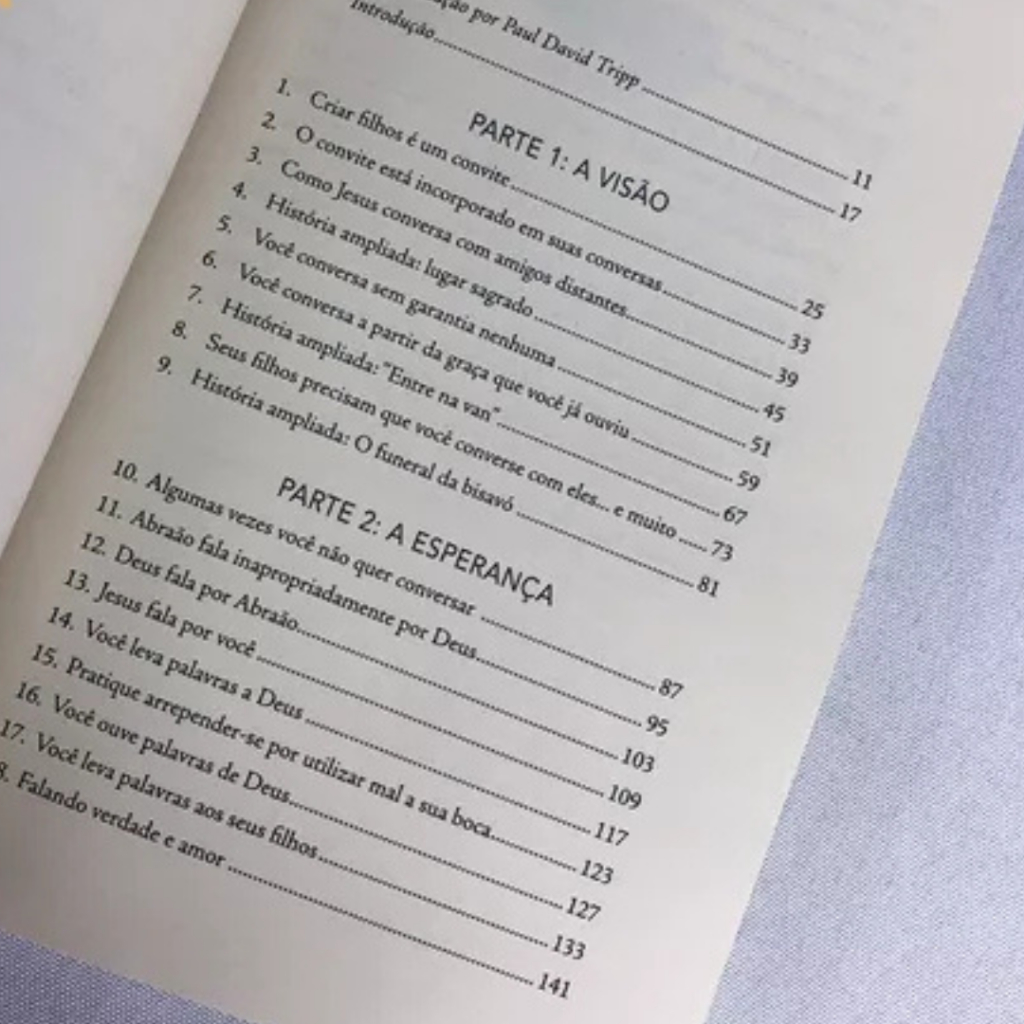 ção por Paul David Tripp 11
Introdução 17
PARTE 1: A VISÃO
1. Criar filhos é um convite 25
2. O convite está incorporado em suas conversas 33
3. Como Jesus conversa com amigos distantes 39
4. História ampliada: lugar sagrado 45
5. Você conversa sem garantia nenhuma 51
6. Você conversa a partir da graça que você já ouviu 59
7. História ampliada: "Entre na van" 67
8. Seus filhos precisam que você converse com eles... e muito 73
9. História ampliada: O funeral da bisavó 81
PARTE 2: A ESPERANÇA
10. Algumas vezes você não quer conversar 87
11. Abraão fala inapropriadamente por Deus 95
12. Deus fala por Abraão 103
13. Jesus fala por você 109
14. Você leva palavras a Deus 117
15. Pratique arrepender-se por utilizar mal a sua boca 123
16. Você ouve palavras de Deus 127
17. Você leva palavras aos seus filhos 133
8. Falando verdade e amor 141